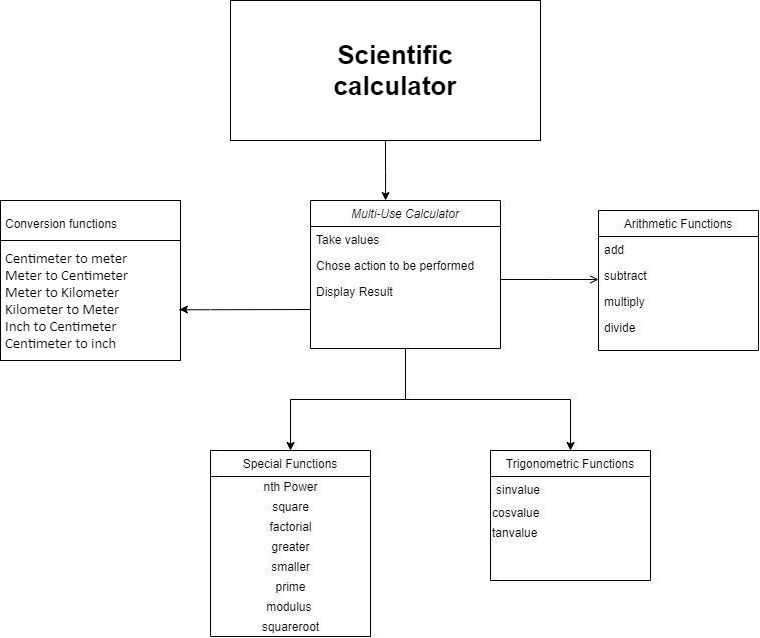 Scientific
calculator
Conversion functions
Centimeter to meter
Meter to Centimeter
Meter to Kilometer
Kilometer to Meter
Inch to Centimeter
Centimeter to inch
Multi-Use Calculator
Take values
Chose action to be performed
Display Result
Arithmetic Functions
add
subtract
multiply
divide
Special Functions
nth Power
square
factorial
greater
smaller
prime
modulus
squareroot
Trigonometric Functions
sinvalue
cosvalue
tanvalue